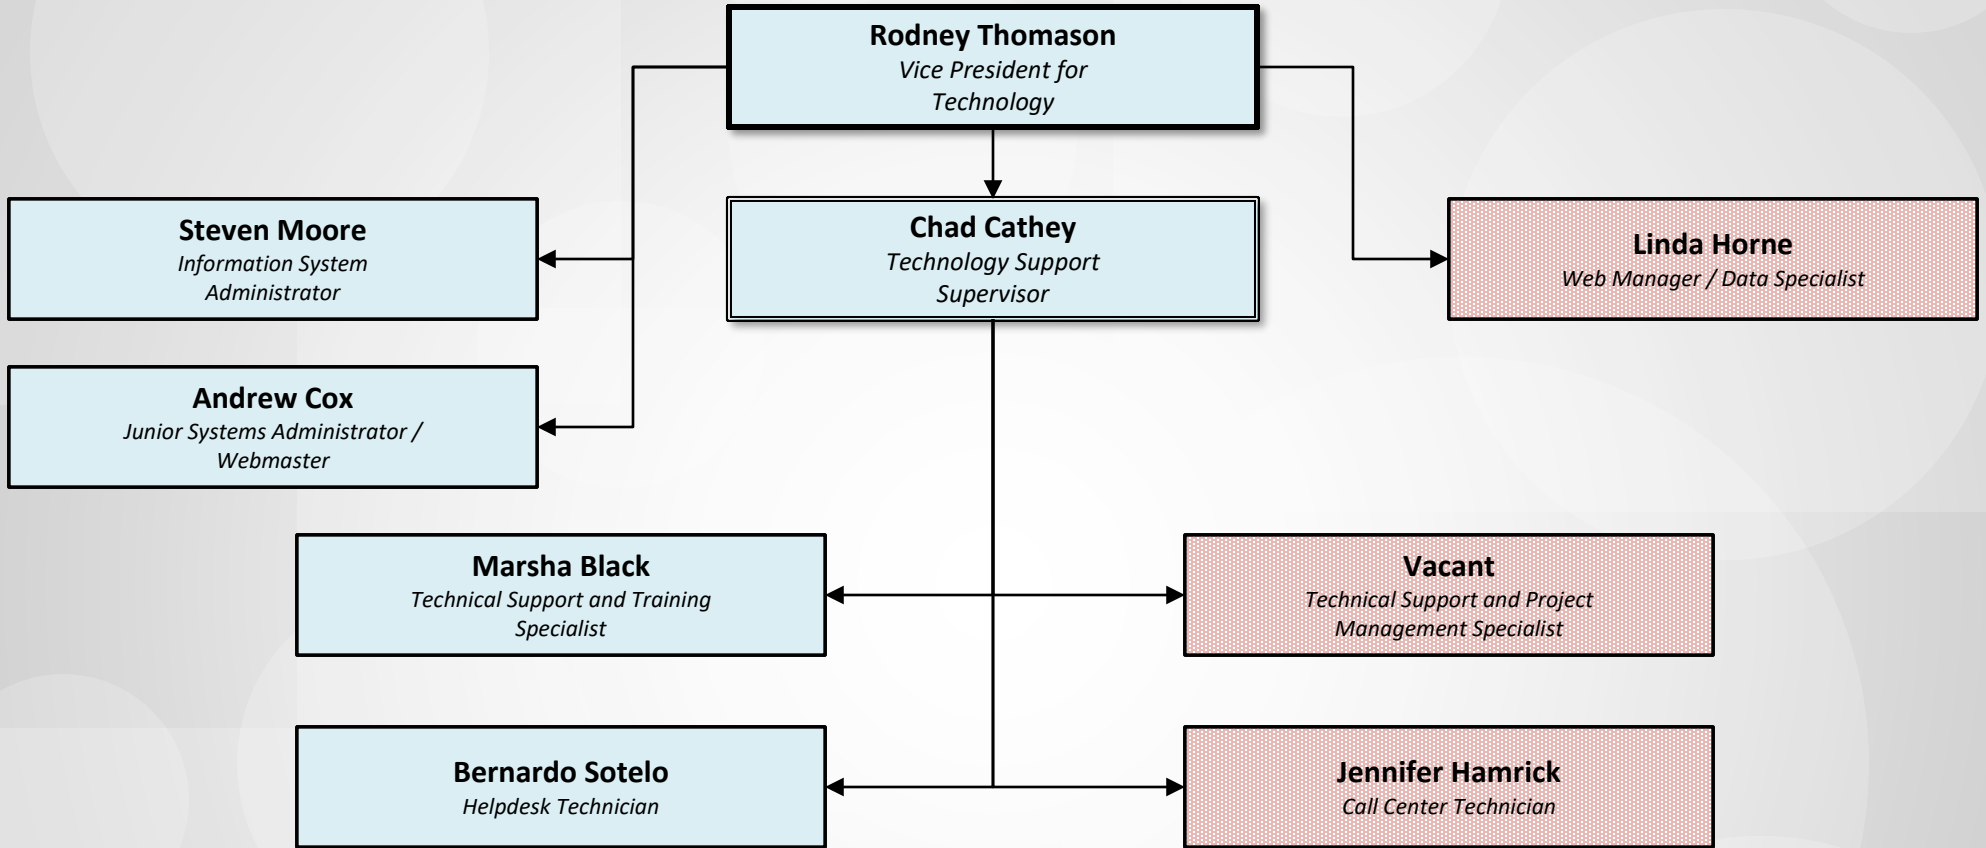 Rodney Thomason
Vice President for
Technology
Steven Moore
Information System
Administrator
Chad Cathey
Technology Support
Supervisor
Linda Horne
Web Manager / Data Specialist
Andrew Cox
Junior Systems Administrator /
Webmaster
Marsha Black
Technical Support and Training
Specialist
Vacant
Technical Support and Project
Management Specialist
Bernardo Sotelo
Helpdesk Technician
Jennifer Hamrick
Call Center Technician